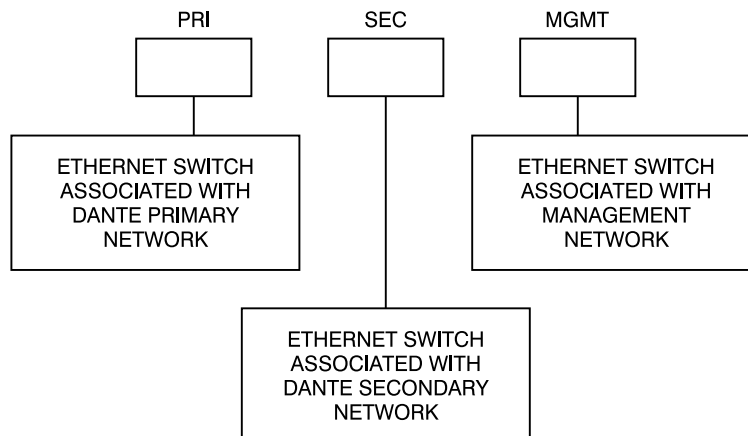 PRI
SEC
MGMT
ETHERNET SWITCH
ASSOCIATED WITH
DANTE PRIMARY
NETWORK
ETHERNET SWITCH
ASSOCIATED WITH
MANAGEMENT
NETWORK
ETHERNET SWITCH
ASSOCIATED WITH
DANTE SECONDARY
NETWORK